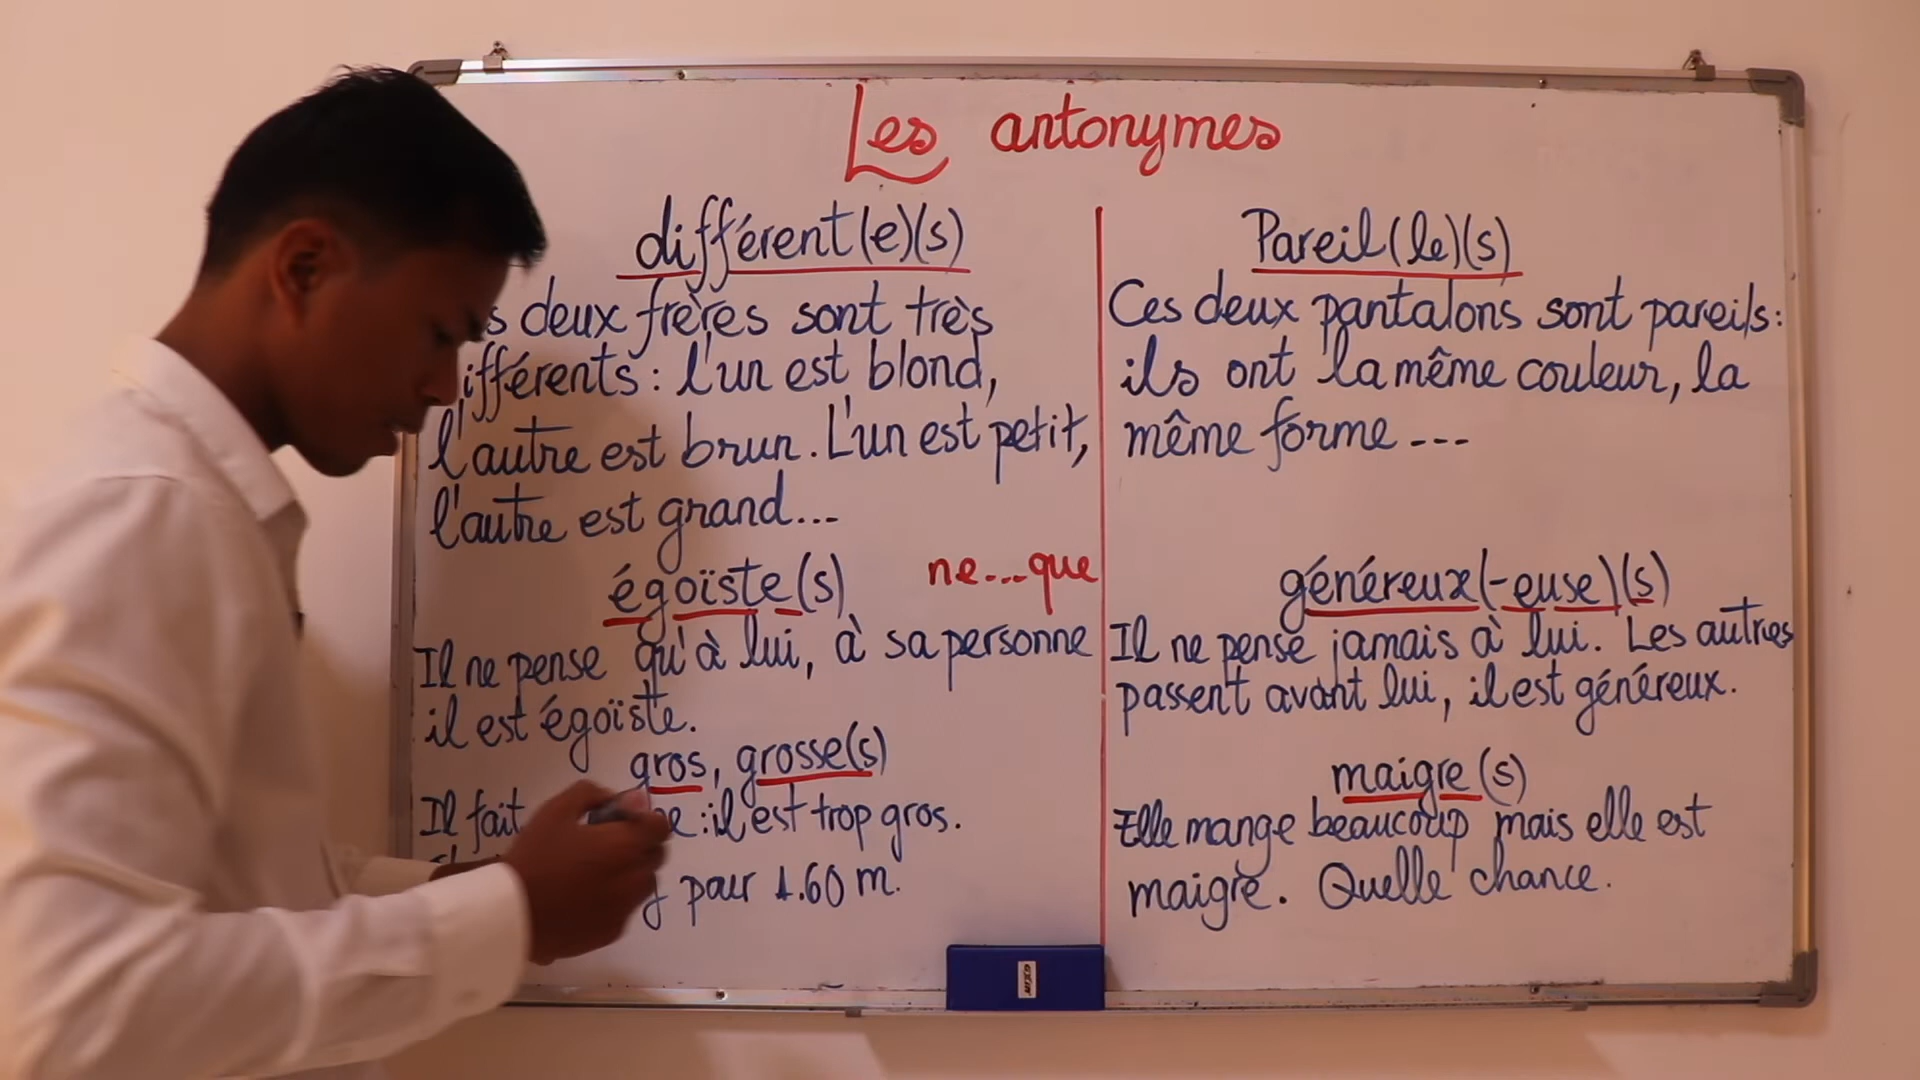 Les antonymes
différent(e)(s)
deux frères sont très
l'un est blond,
l'autre est brun. L'un est petit,
l'autre est grand...
égoïste(s)
ne...que
Il ne pense qu'à lui, à sa personne
il est égoïste.
gros, grosse(s)
Il fait
: il est trop gros.
pour 1.60 m.
Pareil(le)(s)
Ces deux pantalons sont pareils:
ils ont la même couleur, la
même forme ---
généreux(-euse)(s)
Il ne pense jamais à lui. Les autres
passent avant lui, il est généreux.
maigre(s)
Elle mange beaucoup mais elle est
maigre. Quelle chance.